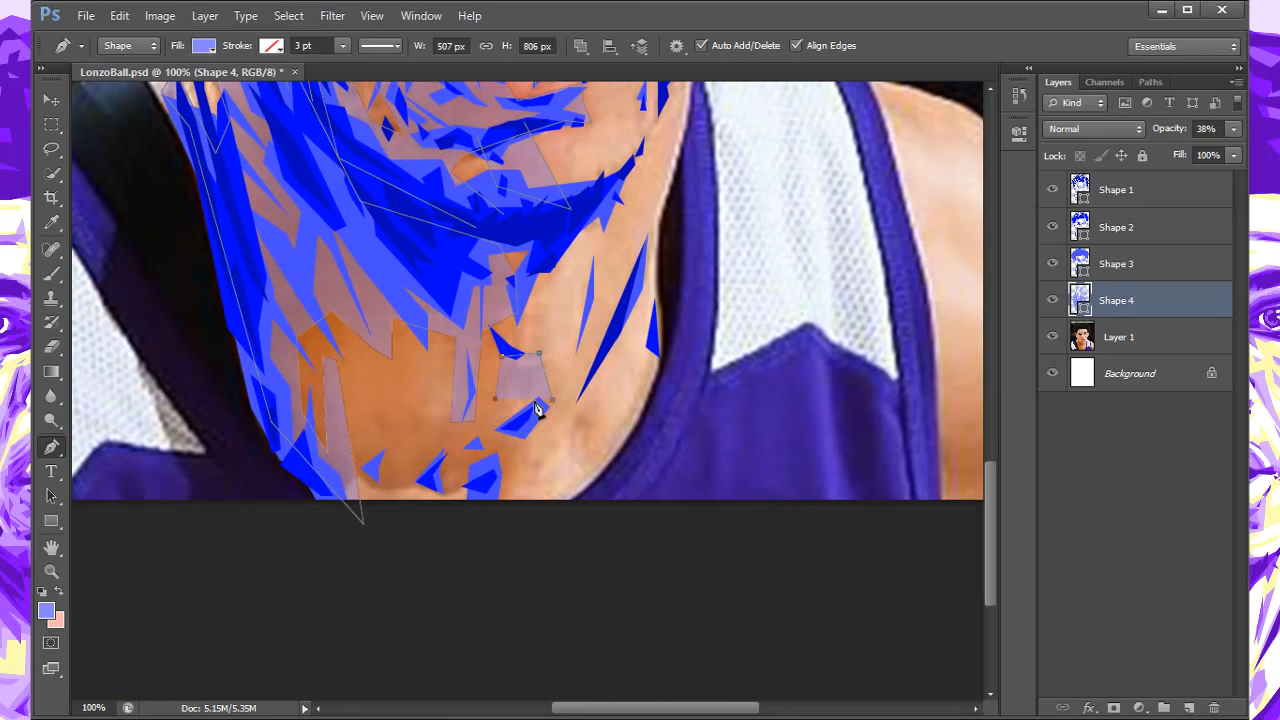 Ps File Edit Image Layer Type Select Filter View Window Help
Shape Fill: Stroke: 3 pt W: 507 px H: 806 px Auto Add/Delete Align Edges Essentials
LonzoBall.psd @ 100% (Shape 4, RGB/8) * ×
Layers Channels Paths
Kind
Normal Opacity: 38%
Lock: Fill: 100%
Shape 1
Shape 2
Shape 3
Shape 4
Layer 1
Background
100% Doc: 5.15M/5.35M